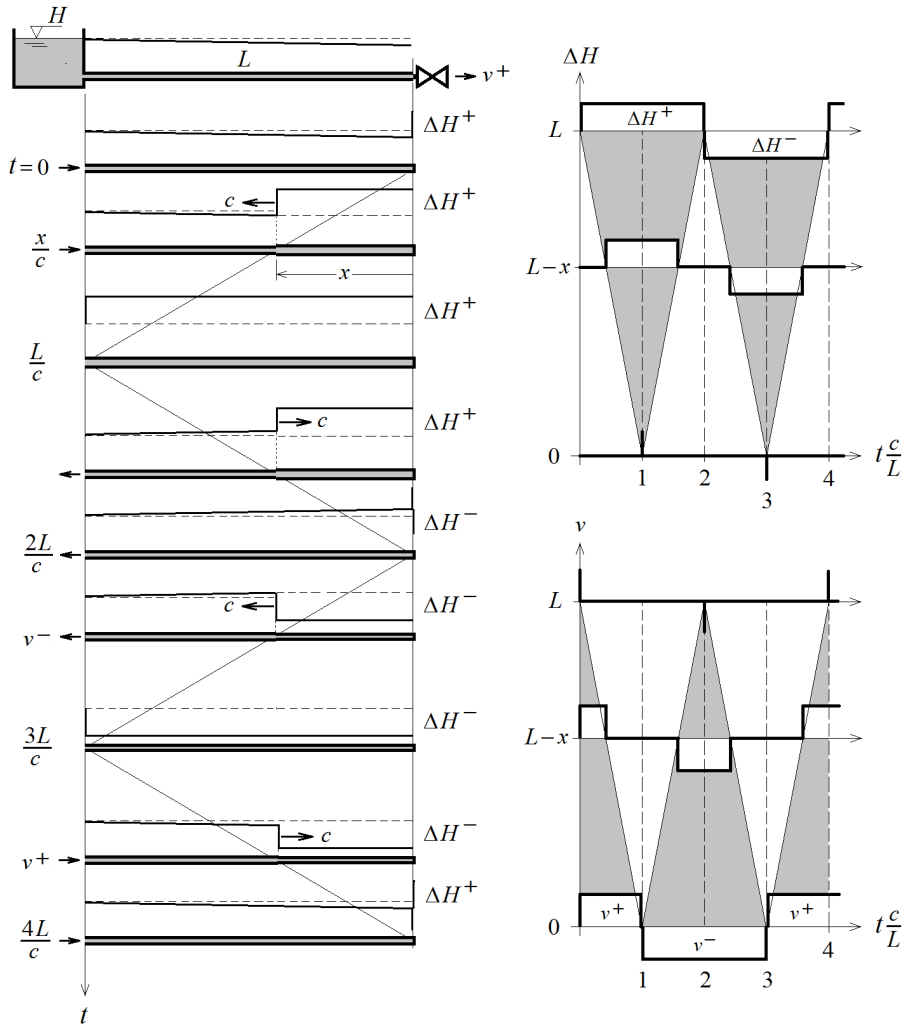 H
L
v+
ΔH+
t=0
c
ΔH+
x/c
x
ΔH+
L/c
c
ΔH+
ΔH−
2L/c
c
ΔH−
v−
ΔH−
3L/c
c
ΔH−
v+
ΔH+
4L/c
t
ΔH
ΔH+
L
ΔH−
L−x
0
t c/L
1 2 3 4
v
L
L−x
v+ v+
0
t c/L
v−
1 2 3 4